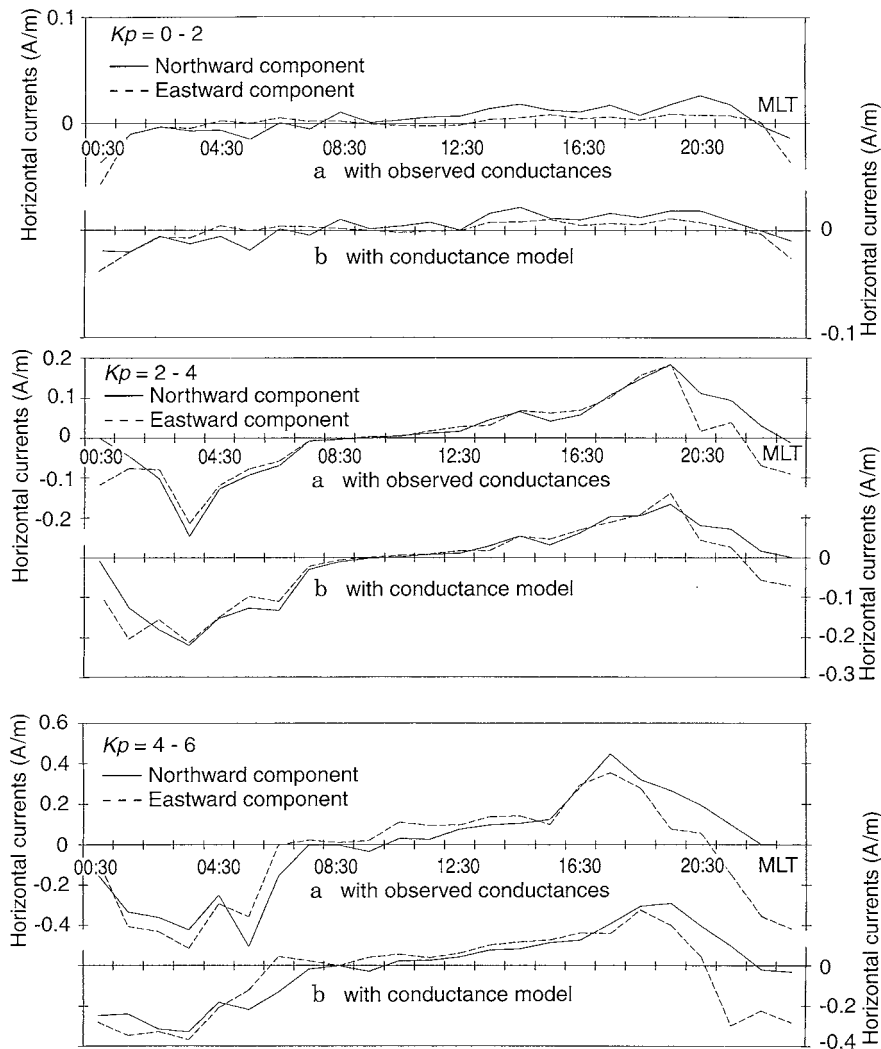 Horizontal currents (A/m)
0.1
Kp = 0 - 2
Northward component
Eastward component
MLT
0
00:30 04:30 08:30 12:30 16:30 20:30
a with observed conductances
0
b with conductance model
-0.1
Horizontal currents (A/m)
Horizontal currents (A/m)
0.2
Kp = 2 - 4
Northward component
0.1
Eastward component
MLT
0
00:30 04:30 08:30 12:30 16:30 20:30
-0.1
a with observed conductances
-0.2
0
b with conductance model
-0.1
-0.2
-0.3
Horizontal currents (A/m)
Horizontal currents (A/m)
0.6
Kp = 4 - 6
0.4
Northward component
Eastward component
0.2
0
MLT
00:30 04:30 08:30 12:30 16:30 20:30
-0.2
a with observed conductances
-0.4
0
b with conductance model
-0.2
-0.4
Horizontal currents (A/m)